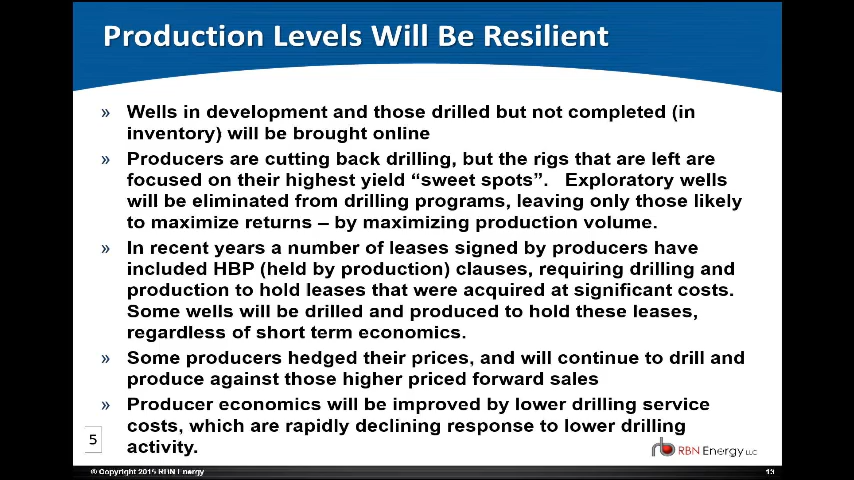 Production Levels Will Be Resilient
» Wells in development and those drilled but not completed (in
inventory) will be brought online
» Producers are cutting back drilling, but the rigs that are left are
focused on their highest yield “sweet spots”. Exploratory wells
will be eliminated from drilling programs, leaving only those likely
to maximize returns – by maximizing production volume.
» In recent years a number of leases signed by producers have
included HBP (held by production) clauses, requiring drilling and
production to hold leases that were acquired at significant costs.
Some wells will be drilled and produced to hold these leases,
regardless of short term economics.
» Some producers hedged their prices, and will continue to drill and
produce against those higher priced forward sales
» Producer economics will be improved by lower drilling service
costs, which are rapidly declining response to lower drilling
activity.
5
RBN Energy LLC
© Copyright 2015 RBN Energy
13